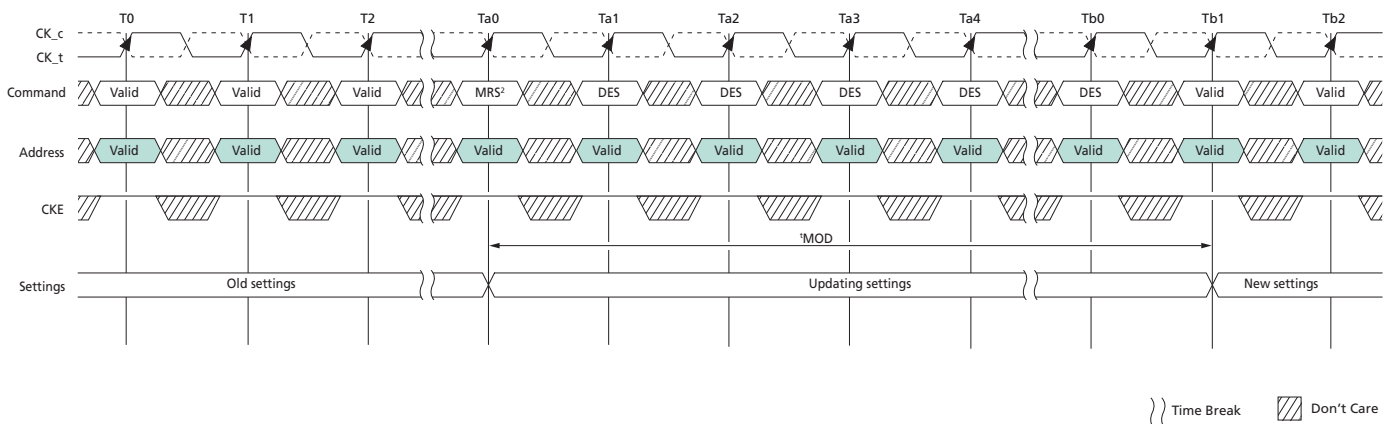 T0 T1 T2 Ta0 Ta1 Ta2 Ta3 Ta4 Tb0 Tb1 Tb2
CK_c
CK_t
Command Valid Valid Valid MRS² DES DES DES DES DES Valid Valid
Address Valid Valid Valid Valid Valid Valid Valid Valid Valid Valid Valid
CKE
tMOD
Settings Old settings Updating settings New settings
Time Break Don’t Care